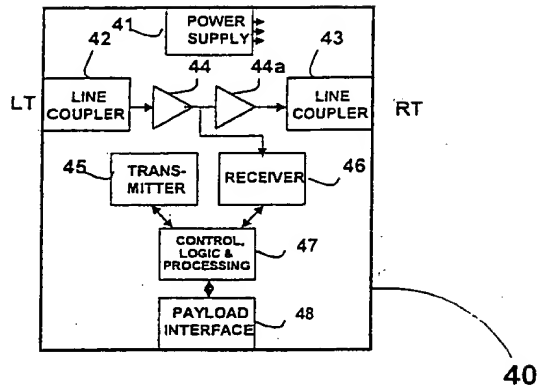 41
POWER
SUPPLY
42
44
44a
43
LT
LINE
COUPLER
LINE
COUPLER
RT
45
TRANS-
MITTER
RECEIVER
46
CONTROL,
LOGIC &
PROCESSING
47
PAYLOAD
INTERFACE
48
40